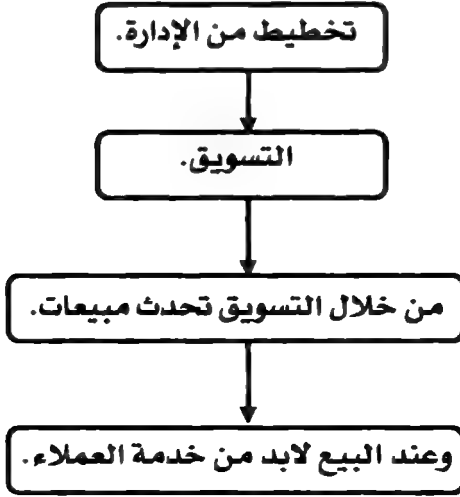 تخطيط من الإدارة.
التسويق.
من خلال التسويق تحدث مبيعات.
وعند البيع لابد من خدمة العملاء.